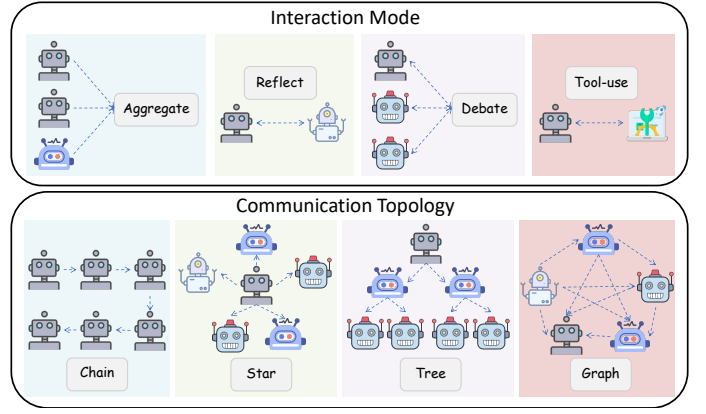 Interaction Mode
Aggregate
Reflect
Debate
Tool-use
Communication Topology
Chain
Star
Tree
Graph